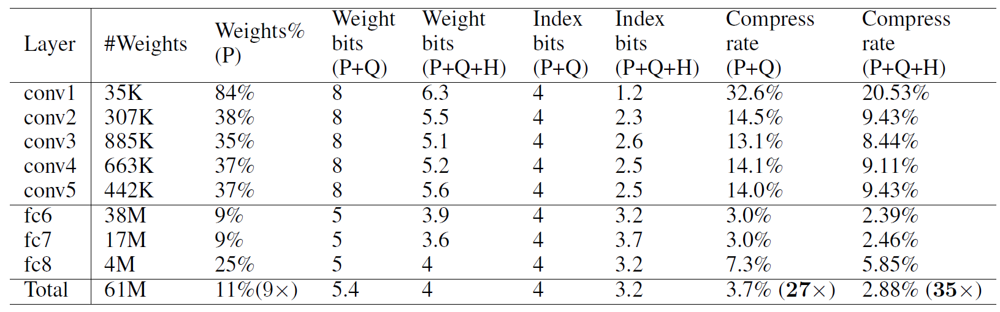 Layer #Weights Weights% (P) Weight bits (P+Q) Weight bits (P+Q+H) Index bits (P+Q) Index bits (P+Q+H) Compress rate (P+Q) Compress rate (P+Q+H)
conv1 35K 84% 8 6.3 4 1.2 32.6% 20.53%
conv2 307K 38% 8 5.5 4 2.3 14.5% 9.43%
conv3 885K 35% 8 5.1 4 2.6 13.1% 8.44%
conv4 663K 37% 8 5.2 4 2.5 14.1% 9.11%
conv5 442K 37% 8 5.6 4 2.5 14.0% 9.43%
fc6 38M 9% 5 3.9 4 3.2 3.0% 2.39%
fc7 17M 9% 5 3.6 4 3.7 3.0% 2.46%
fc8 4M 25% 5 4 4 3.2 7.3% 5.85%
Total 61M 11%(9×) 5.4 4 4 3.2 3.7% (27×) 2.88% (35×)